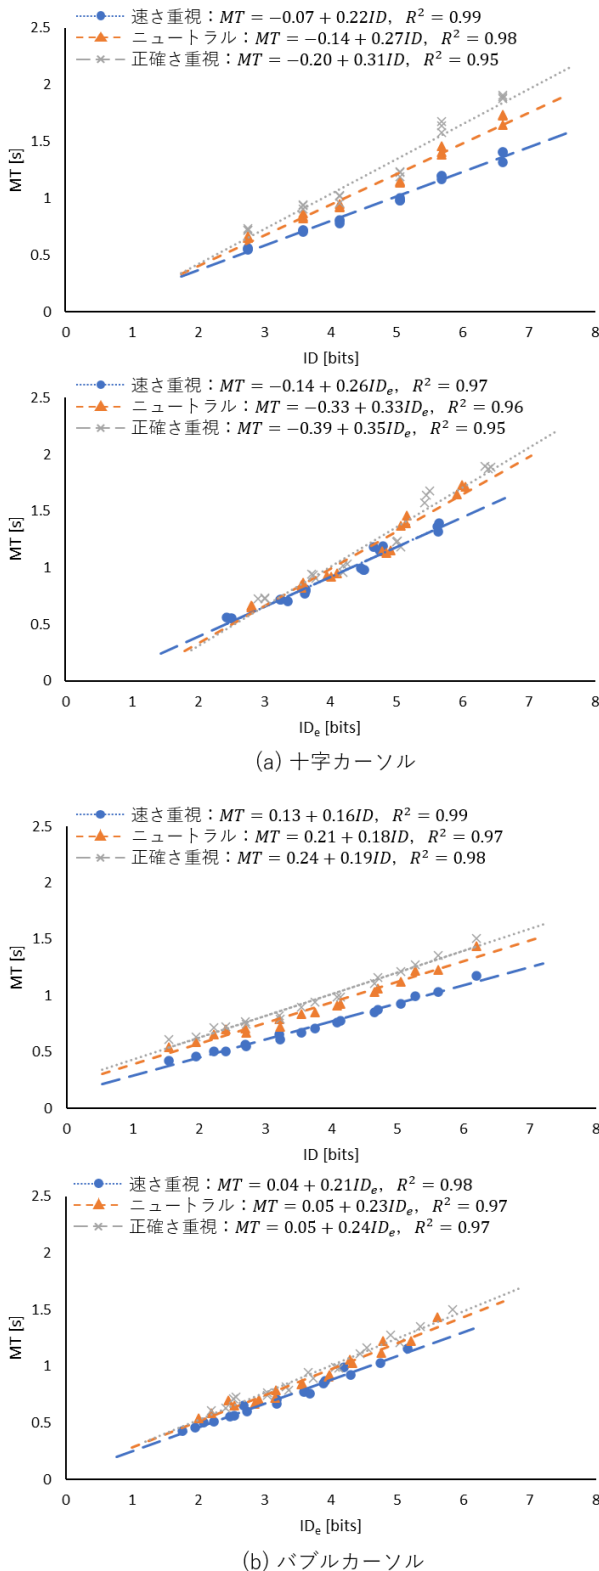 速さ重視：MT = −0.07 + 0.22ID, R² = 0.99
ニュートラル：MT = −0.14 + 0.27ID, R² = 0.98
正確さ重視：MT = −0.20 + 0.31ID, R² = 0.95
2.5
2
1.5
1
0.5
0
MT [s]
0 1 2 3 4 5 6 7 8
ID [bits]
速さ重視：MT = −0.14 + 0.26IDₑ, R² = 0.97
ニュートラル：MT = −0.33 + 0.33IDₑ, R² = 0.96
正確さ重視：MT = −0.39 + 0.35IDₑ, R² = 0.95
2.5
2
1.5
1
0.5
0
MT [s]
0 1 2 3 4 5 6 7 8
IDₑ [bits]
(a) 十字カーソル
速さ重視：MT = 0.13 + 0.16ID, R² = 0.99
ニュートラル：MT = 0.21 + 0.18ID, R² = 0.97
正確さ重視：MT = 0.24 + 0.19ID, R² = 0.98
2.5
2
1.5
1
0.5
0
MT [s]
0 1 2 3 4 5 6 7 8
ID [bits]
速さ重視：MT = 0.04 + 0.21IDₑ, R² = 0.98
ニュートラル：MT = 0.05 + 0.23IDₑ, R² = 0.97
正確さ重視：MT = 0.05 + 0.24IDₑ, R² = 0.97
2.5
2
1.5
1
0.5
0
MT [s]
0 1 2 3 4 5 6 7 8
IDₑ [bits]
(b) バブルカーソル